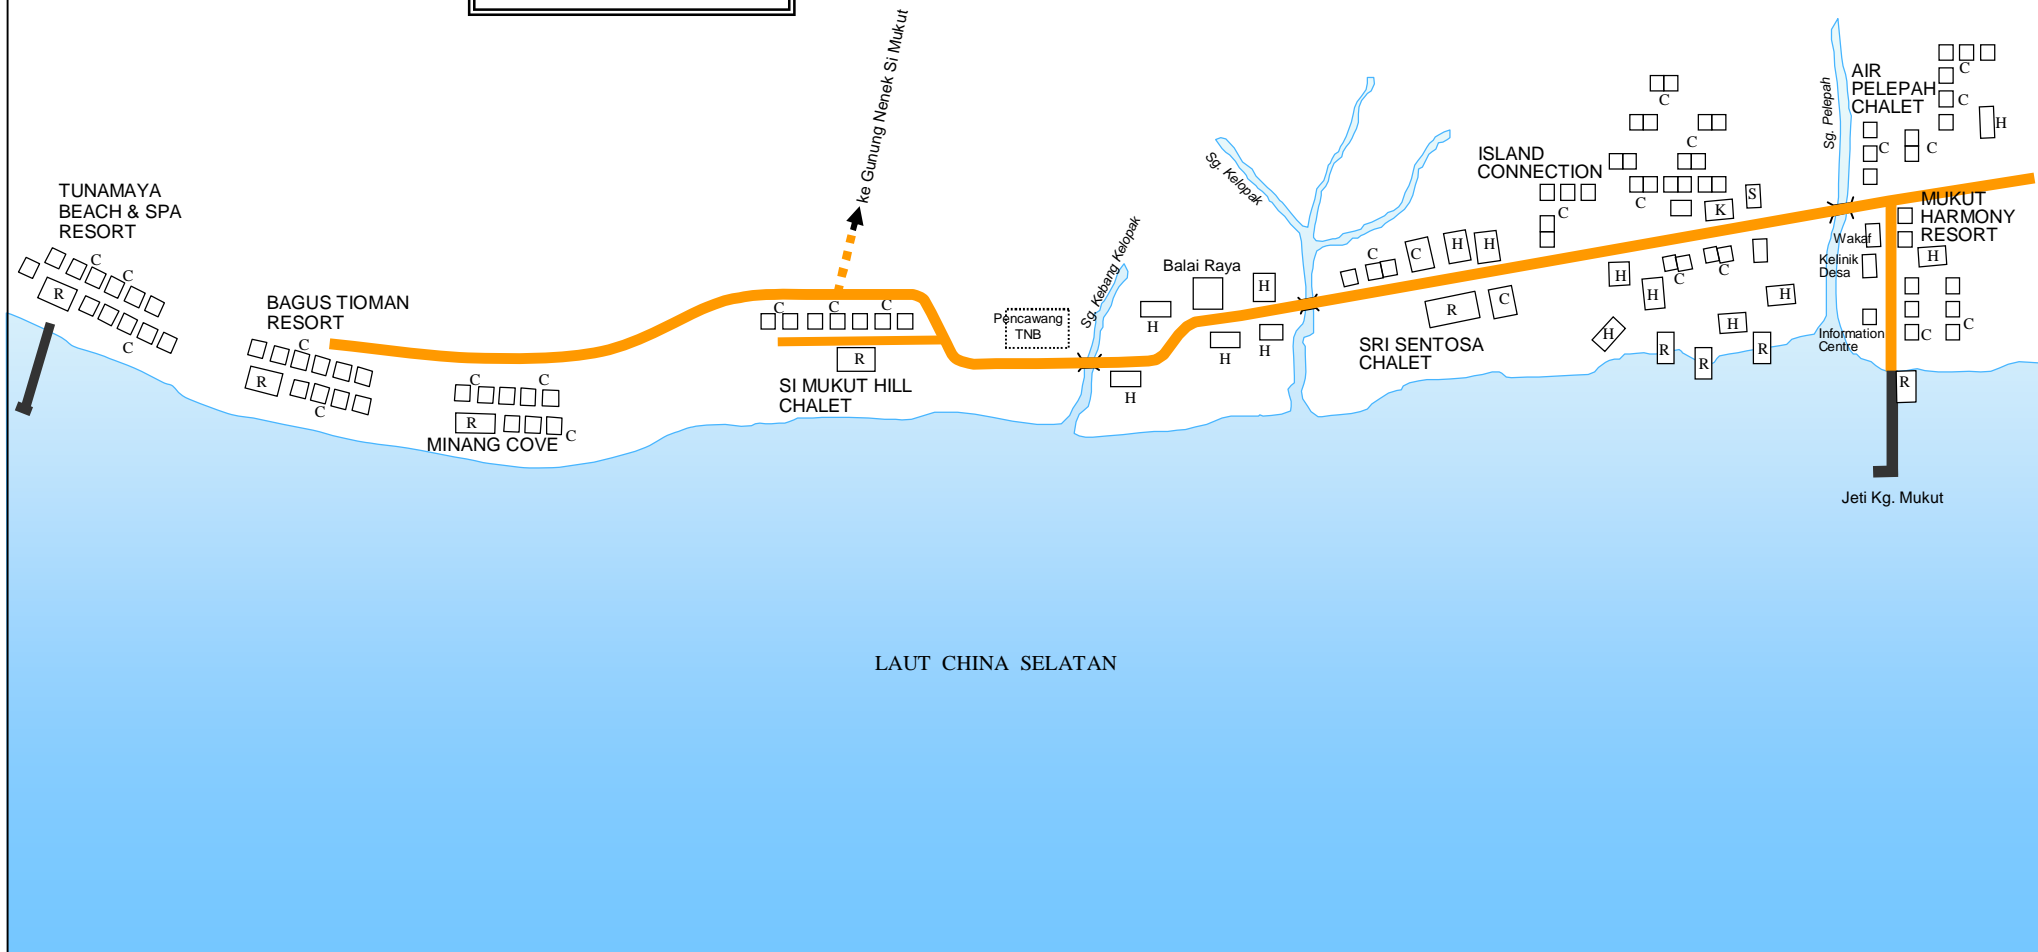 ke Gunung Nenek Si Mukut
TUNAMAYA
BEACH & SPA
RESORT
C
C
R
C
BAGUS TIOMAN
RESORT
C
R
C
C
C
R
C
MINANG COVE
C
C
C
R
SI MUKUT HILL
CHALET
Pencawang
TNB
Sg. Kebang Kelopak
H
H
Balai Raya
H
H
H
Sg. Kelopak
C
C
H
H
R
C
SRI SENTOSA
CHALET
ISLAND
CONNECTION
C
C
C
C
K
S
H
H
C
C
H
H
H
R
R
R
Sg. Pelepah
AIR
PELEPAH
CHALET
C
C
H
C
C
MUKUT
HARMONY
RESORT
Wakaf
Kelinik
Desa
H
Information
Centre
C
C
R
Jeti Kg. Mukut
LAUT CHINA SELATAN